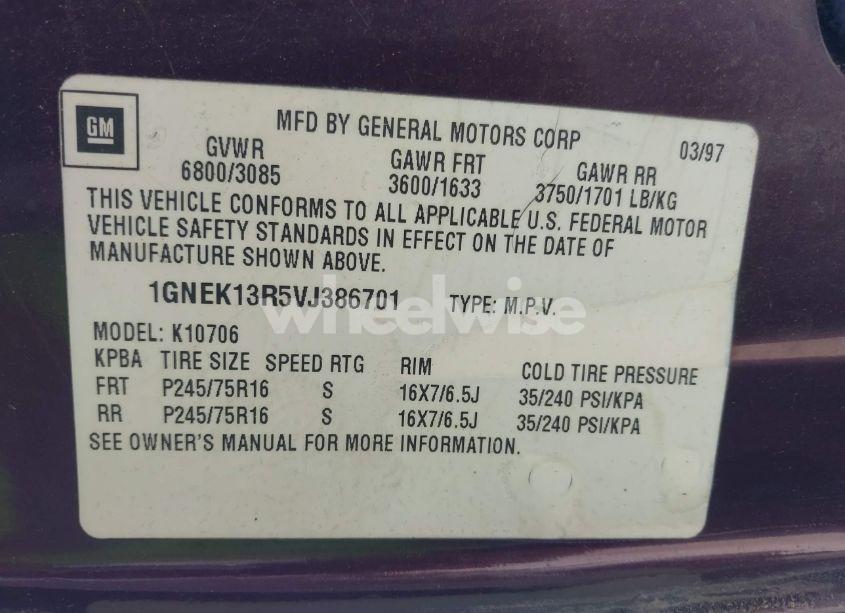 GM
MFD BY GENERAL MOTORS CORP 03/97
GVWR GAWR FRT GAWR RR
6800/3085 3600/1633 3750/1701 LB/KG
THIS VEHICLE CONFORMS TO ALL APPLICABLE U.S. FEDERAL MOTOR
VEHICLE SAFETY STANDARDS IN EFFECT ON THE DATE OF
MANUFACTURE SHOWN ABOVE.
1GNEK13R5VJ386701 TYPE: M.P.V.
wheelwise
MODEL: K10706
KPBA TIRE SIZE SPEED RTG RIM COLD TIRE PRESSURE
FRT P245/75R16 S 16X7/6.5J 35/240 PSI/KPA
RR P245/75R16 S 16X7/6.5J 35/240 PSI/KPA
SEE OWNER'S MANUAL FOR MORE INFORMATION.